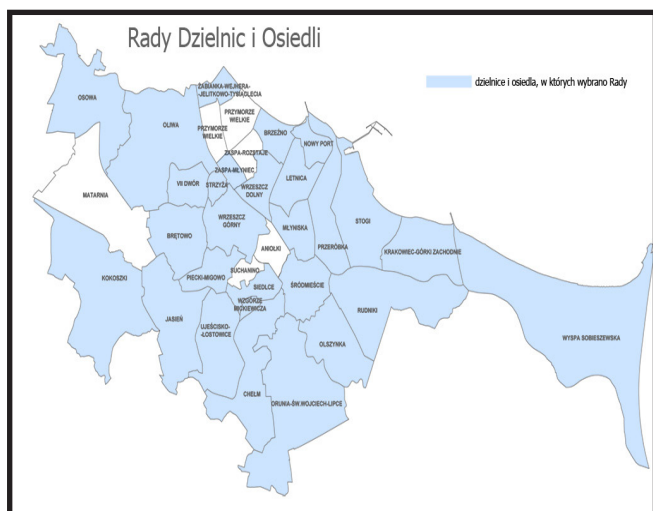 Rady Dzielnic i Osiedli
dzielnice i osiedla, w których wybrano Rady
OSOWA
ŻABIANKA-WEJHERA-
-JELITKOWO-TYSIĄCLECIA
OLIWA
PRZYMORZE
WIELKIE
PRZYMORZE
WIELKIE
BRZEŹNO
NOWY PORT
ZASPA-ROZSTAJE
ZASPA-MŁYNIEC
LETNICA
MATARNIA
VII DWÓR
STRZYŻA
WRZESZCZ
DOLNY
WRZESZCZ
GÓRNY
BRĘTOWO
MŁYNISKA
STOGI
ANIOŁKI
PRZERÓBKA
KRAKOWIEC-GÓRKI ZACHODNIE
KOKOSZKI
PIECKI-MIGOWO
SUCHANINO
SIEDLCE
ŚRÓDMIEŚCIE
WZGÓRZE
MICKIEWICZA
RUDNIKI
JASIEŃ
UJEŚCISKO
-ŁOSTOWICE
OLSZYNKA
WYSPA SOBIESZEWSKA
CHEŁM
ORUNIA-ŚW.WOJCIECH-LIPCE